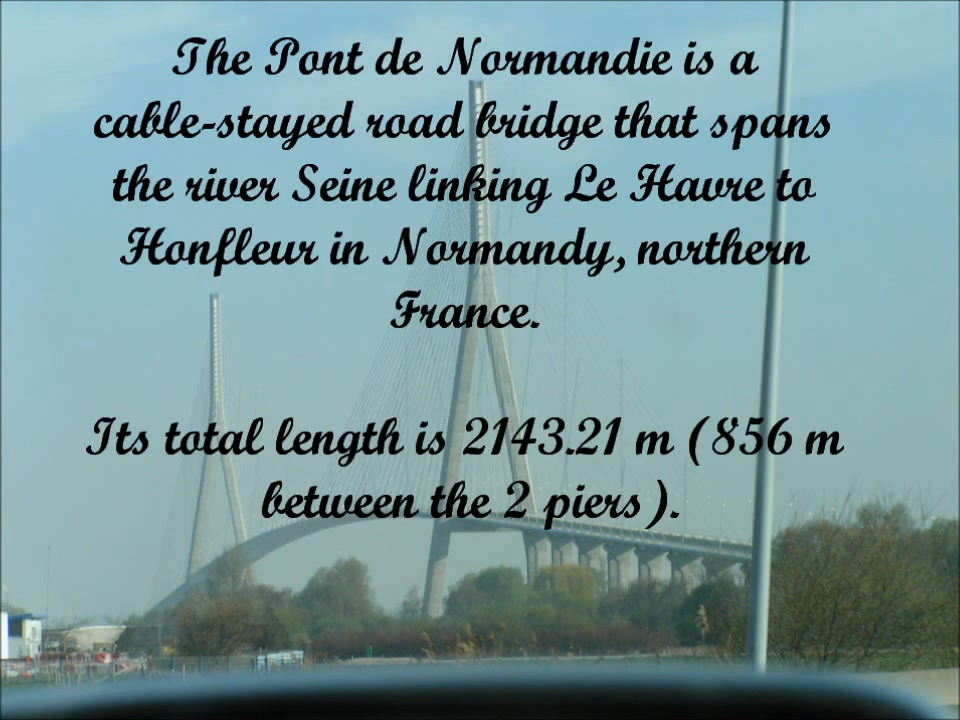 The Pont de Normandie is a
cable-stayed road bridge that spans
the river Seine linking Le Havre to
Honfleur in Normandy, northern
France.
Its total length is 2143.21 m (856 m
between the 2 piers).